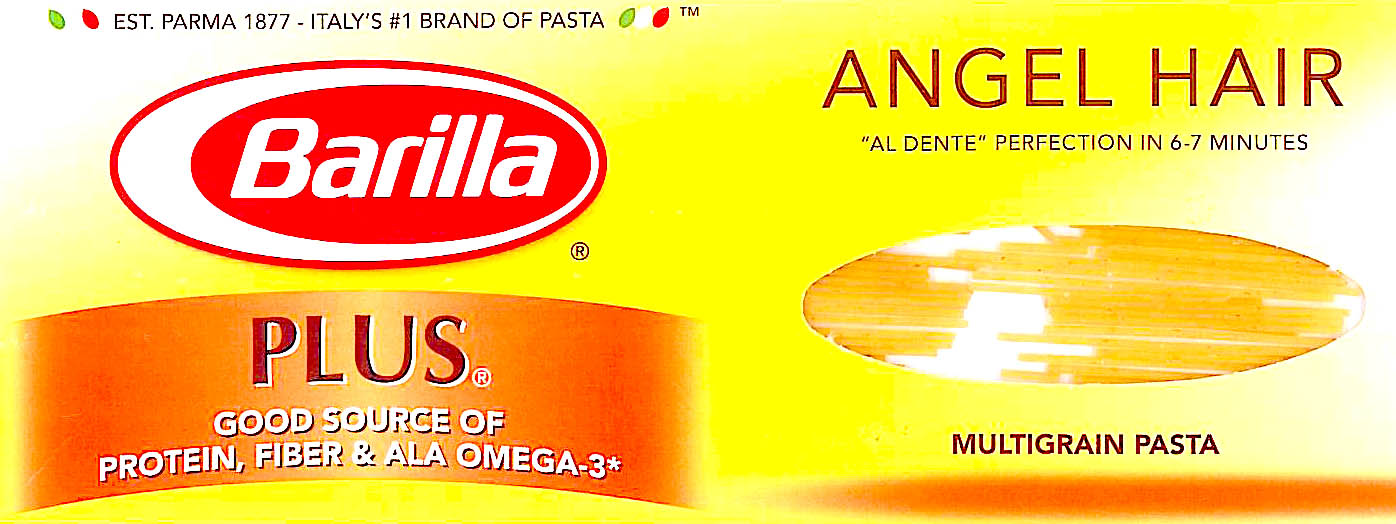 EST. PARMA 1877 - ITALY'S #1 BRAND OF PASTA ™
Barilla ®
PLUS®
GOOD SOURCE OF
PROTEIN, FIBER & ALA OMEGA-3*
ANGEL HAIR
“AL DENTE“ PERFECTION IN 6-7 MINUTES
MULTIGRAIN PASTA